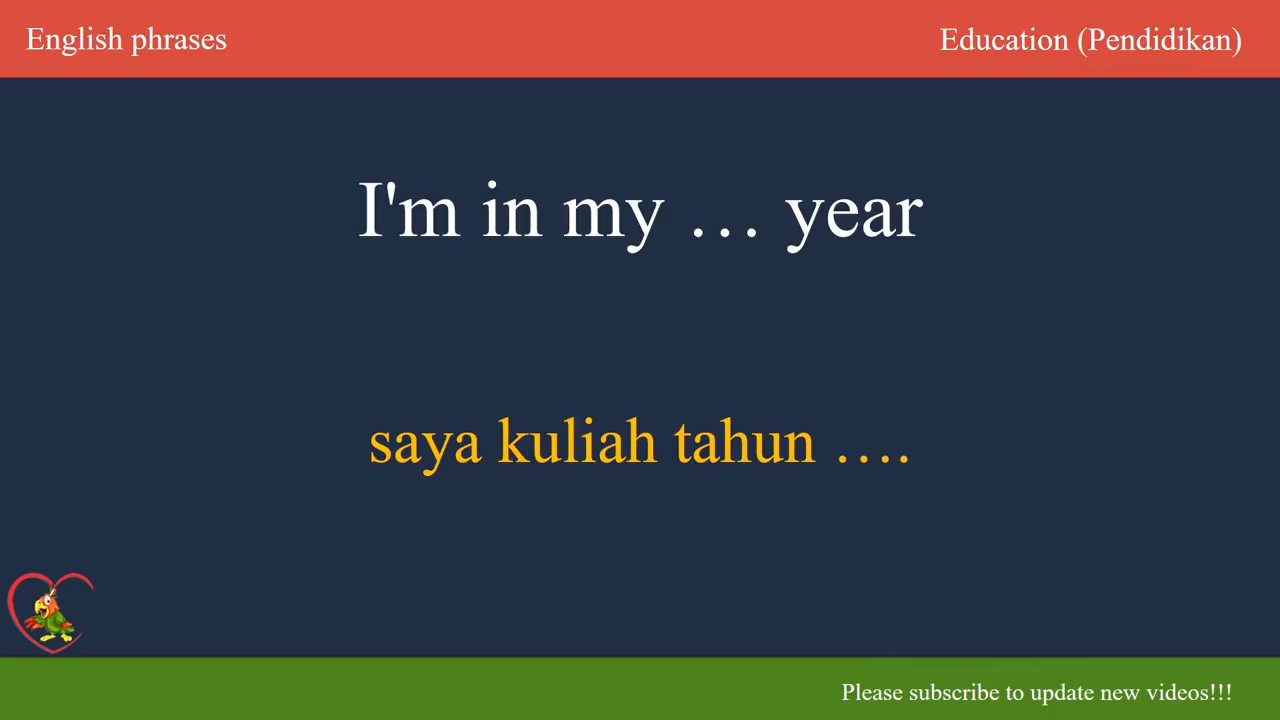 English phrases
Education (Pendidikan)
I'm in my … year
saya kuliah tahun ….
Please subscribe to update new videos!!!